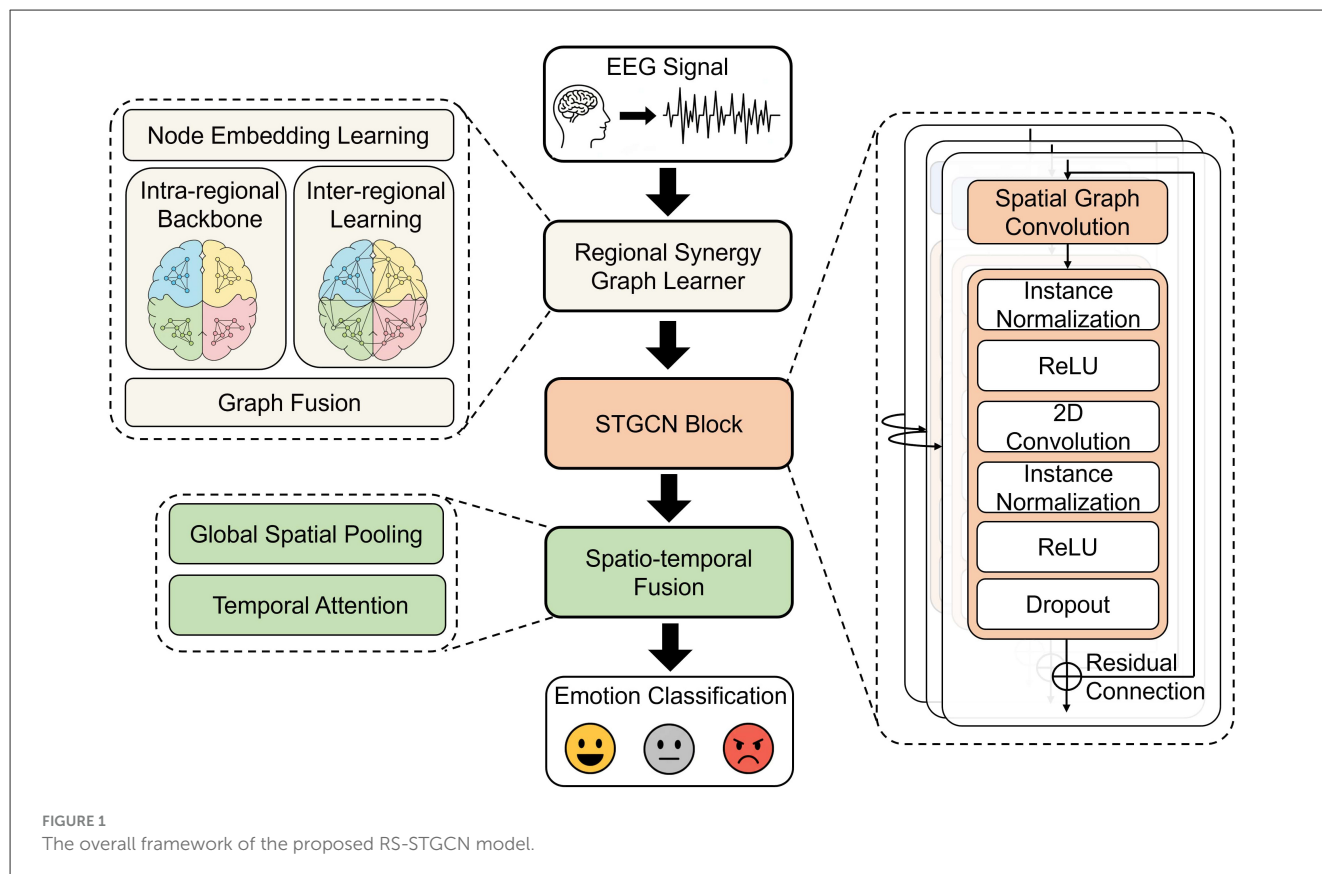 EEG Signal
Node Embedding Learning
Intra-regional
Backbone
Inter-regional
Learning
Graph Fusion
Regional Synergy
Graph Learner
STGCN Block
Global Spatial Pooling
Temporal Attention
Spatio-temporal
Fusion
Emotion Classification
Spatial Graph
Convolution
Instance
Normalization
ReLU
2D
Convolution
Instance
Normalization
ReLU
Dropout
Residual
Connection
FIGURE 1
The overall framework of the proposed RS-STGCN model.